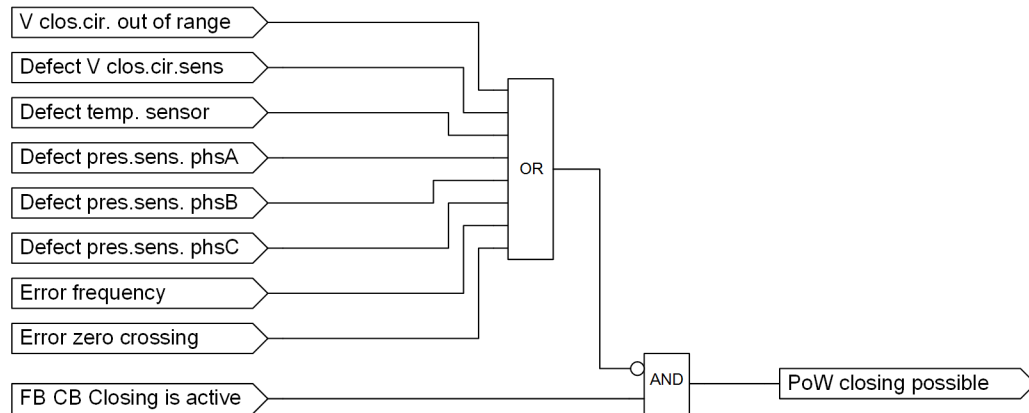 V clos.cir. out of range
Defect V clos.cir.sens
Defect temp. sensor
Defect pres.sens. phsA
OR
Defect pres.sens. phsB
Defect pres.sens. phsC
Error frequency
Error zero crossing
AND
PoW closing possible
FB CB Closing is active